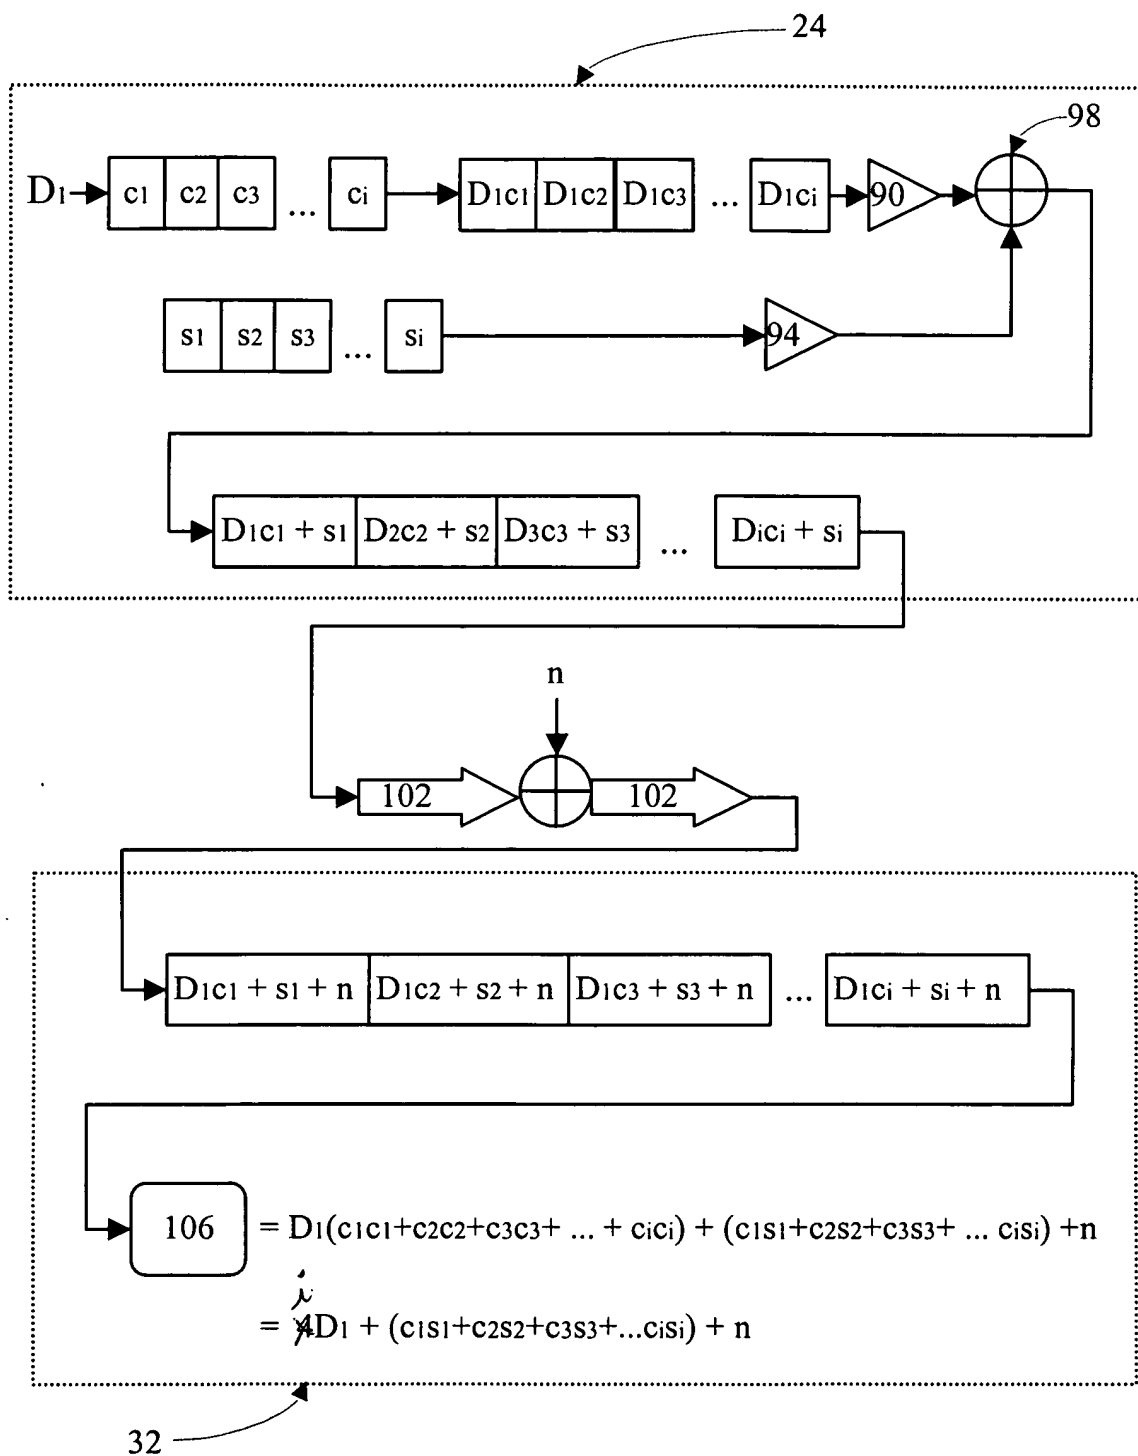 24
98
D1 c1 c2 c3 ... ci D1c1 D1c2 D1c3 ... D1ci 90
s1 s2 s3 ... si 94
D1c1 + s1 D2c2 + s2 D3c3 + s3 ... Dici + si
n
102 102
D1c1 + s1 + n D1c2 + s2 + n D1c3 + s3 + n ... D1ci + si + n
106 = D1(c1c1+c2c2+c3c3+ ... + cici) + (c1s1+c2s2+c3s3+ ... cisi) +n
i
= 4D1 + (c1s1+c2s2+c3s3+...cisi) + n
32